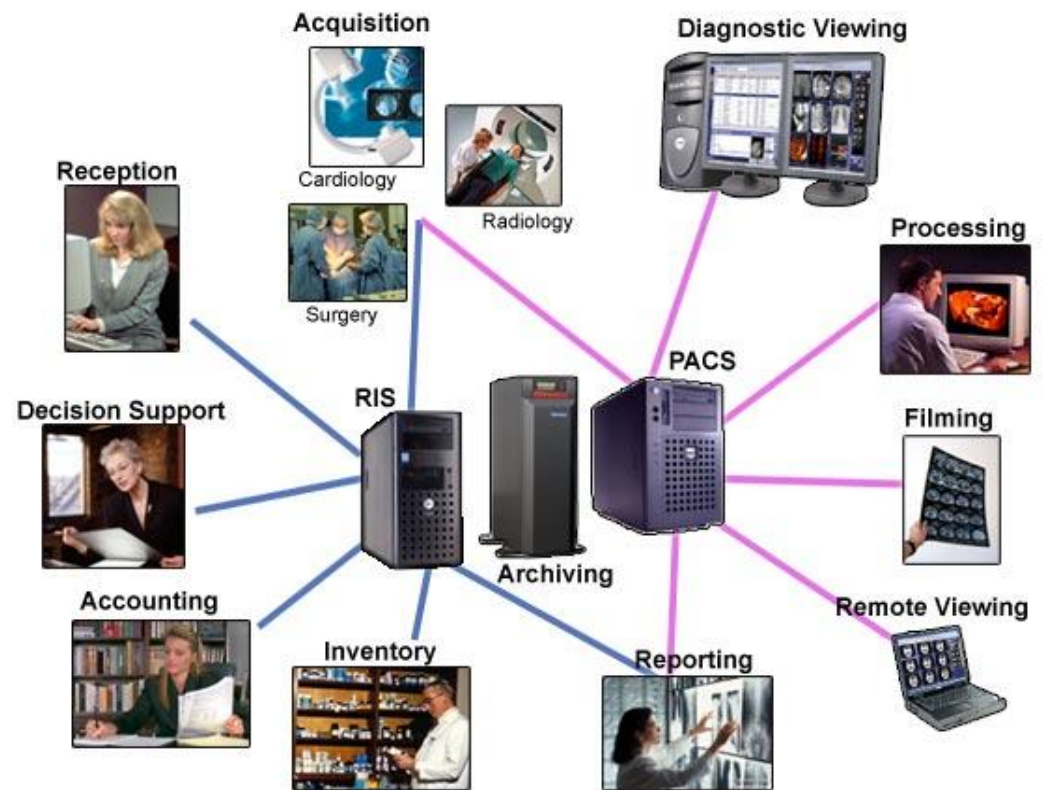 Acquisition
Diagnostic Viewing
Cardiology
Reception
Radiology
Processing
Surgery
PACS
RIS
Decision Support
Filming
Archiving
Accounting
Remote Viewing
Inventory
Reporting